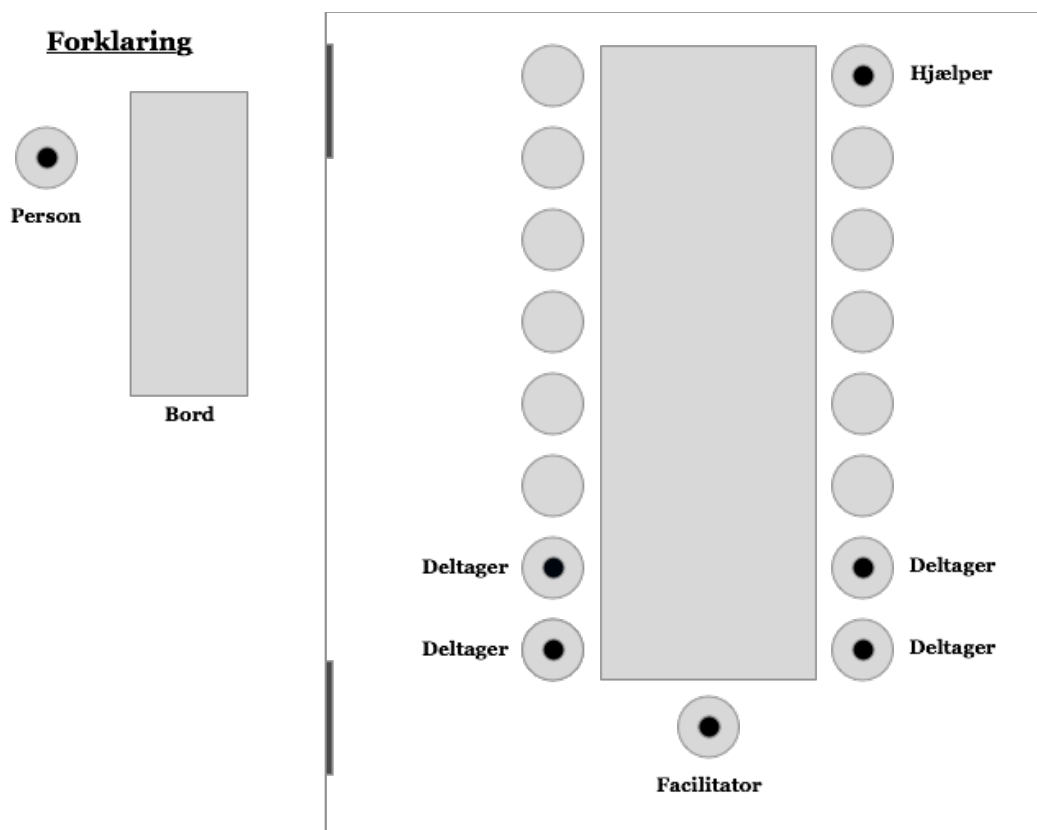 Forklaring
Person
Bord
Hjælper
Deltager
Deltager
Deltager
Deltager
Facilitator